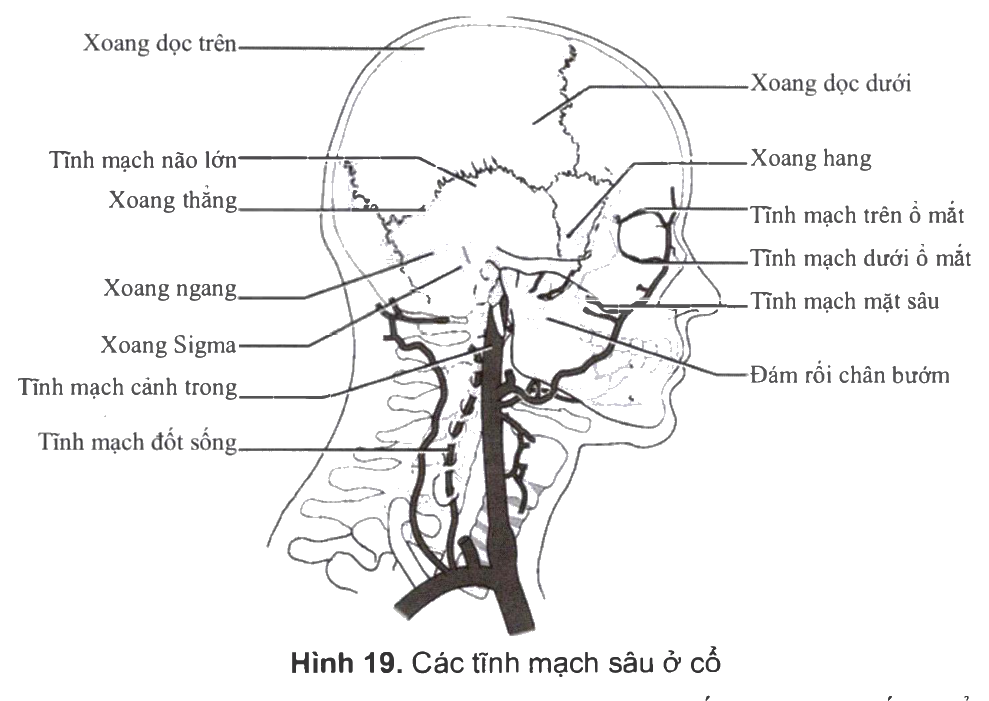 Xoang dọc trên
Xoang dọc dưới
Tĩnh mạch não lớn
Xoang hang
Xoang thẳng
Tĩnh mạch trên ổ mắt
Tĩnh mạch dưới ổ mắt
Xoang ngang
Tĩnh mạch mặt sâu
Xoang Sigma
Đám rối chân bướm
Tĩnh mạch cảnh trong
Tĩnh mạch đốt sống
Hình 19. Các tĩnh mạch sâu ở cổ